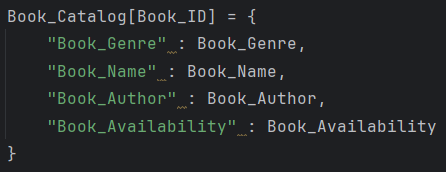 Book_Catalog[Book_ID] = {
    "Book_Genre" : Book_Genre,
    "Book_Name" : Book_Name,
    "Book_Author" : Book_Author,
    "Book_Availability" : Book_Availability
}